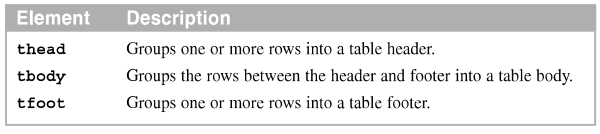 Element Description
thead Groups one or more rows into a table header.
tbody Groups the rows between the header and footer into a table body.
tfoot Groups one or more rows into a table footer.